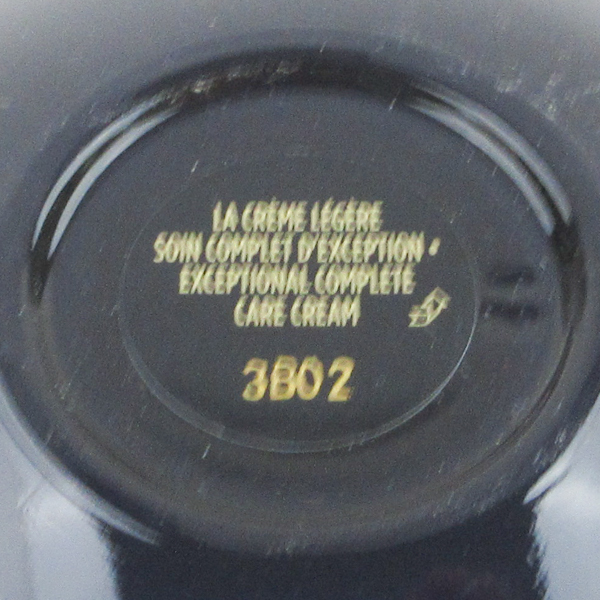 LA CRÈME LÉGÈRE
SOIN COMPLET D'EXCEPTION •
EXCEPTIONAL COMPLETE
CARE CREAM
3B02